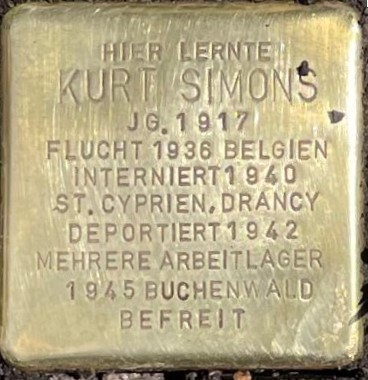 HIER LERNTE
KURT SIMONS
JG. 1917
FLUCHT 1936 BELGIEN
INTERNIERT 1940
ST. CYPRIEN, DRANCY
DEPORTIERT 1942
MEHRERE ARBEITLAGER
1945 BUCHENWALD
BEFREIT